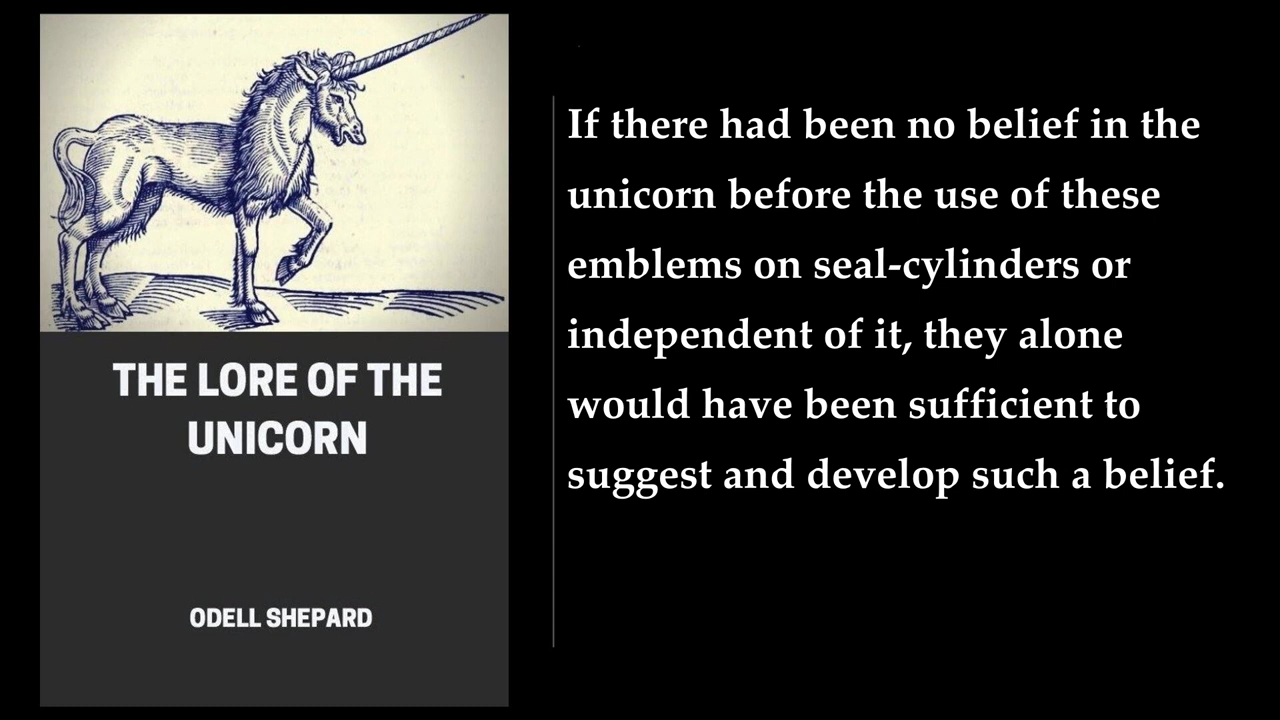 THE LORE OF THE
UNICORN
ODELL SHEPARD
If there had been no belief in the
unicorn before the use of these
emblems on seal-cylinders or
independent of it, they alone
would have been sufficient to
suggest and develop such a belief.